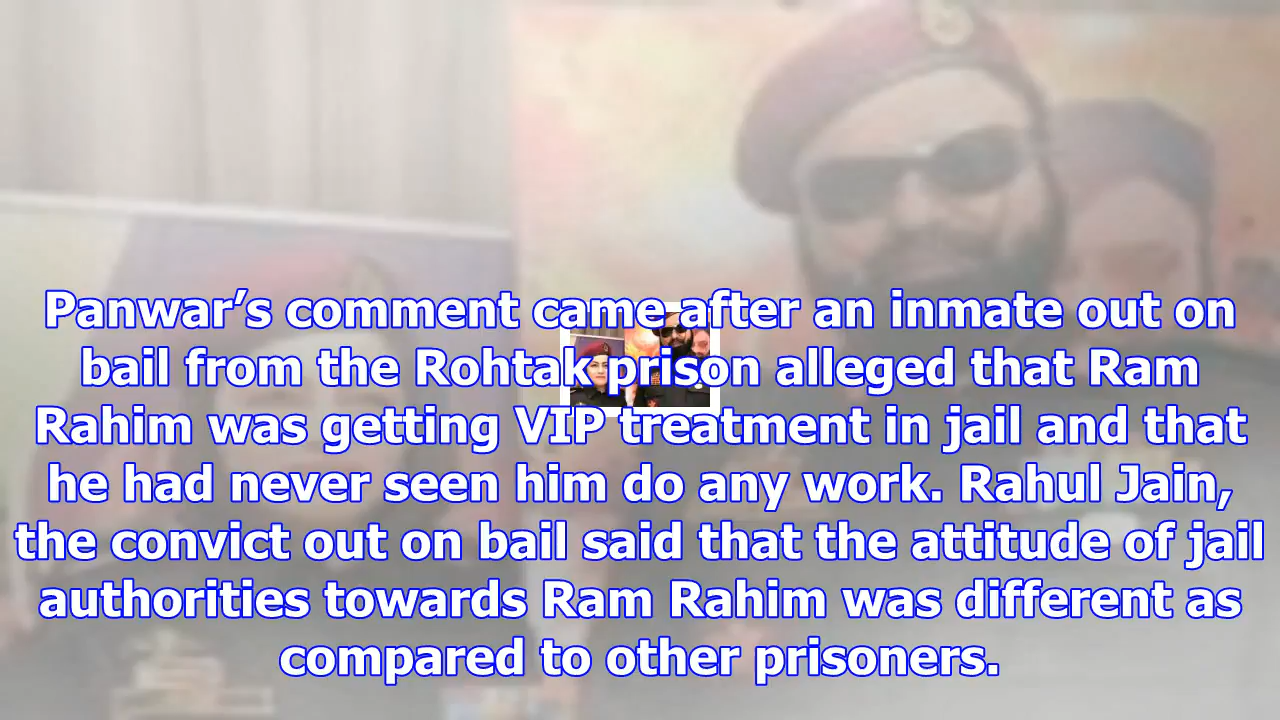 Panwar’s comment came after an inmate out on
bail from the Rohtak prison alleged that Ram
Rahim was getting VIP treatment in jail and that
he had never seen him do any work. Rahul Jain,
the convict out on bail said that the attitude of jail
authorities towards Ram Rahim was different as
compared to other prisoners.